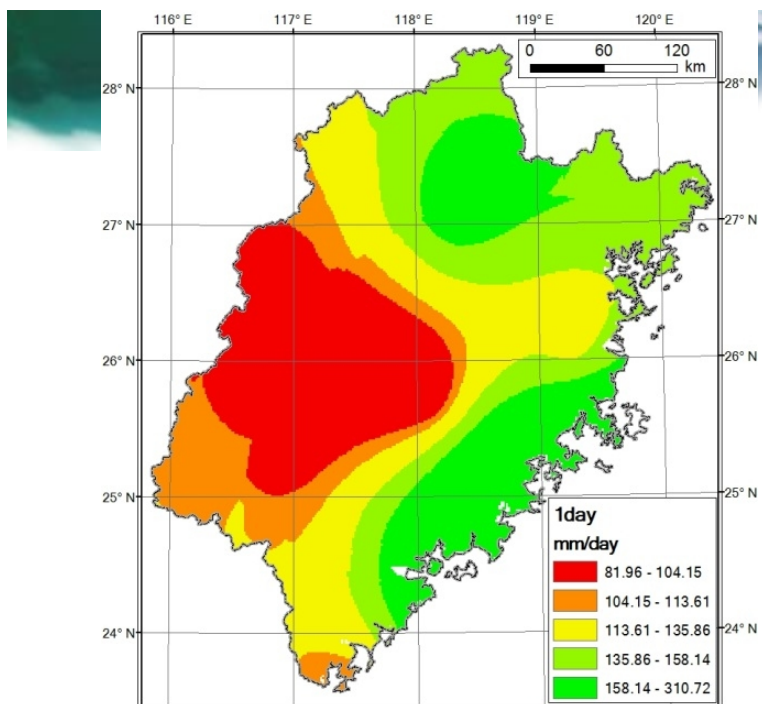 116° E 117° E 118° E 119° E 120° E
0 60 120
km
28° N 28° N
27° N 27° N
26° N 26° N
25° N 25° N
24° N 24° N
1day
mm/day
81.96 - 104.15
104.15 - 113.61
113.61 - 135.86
135.86 - 158.14
158.14 - 310.72